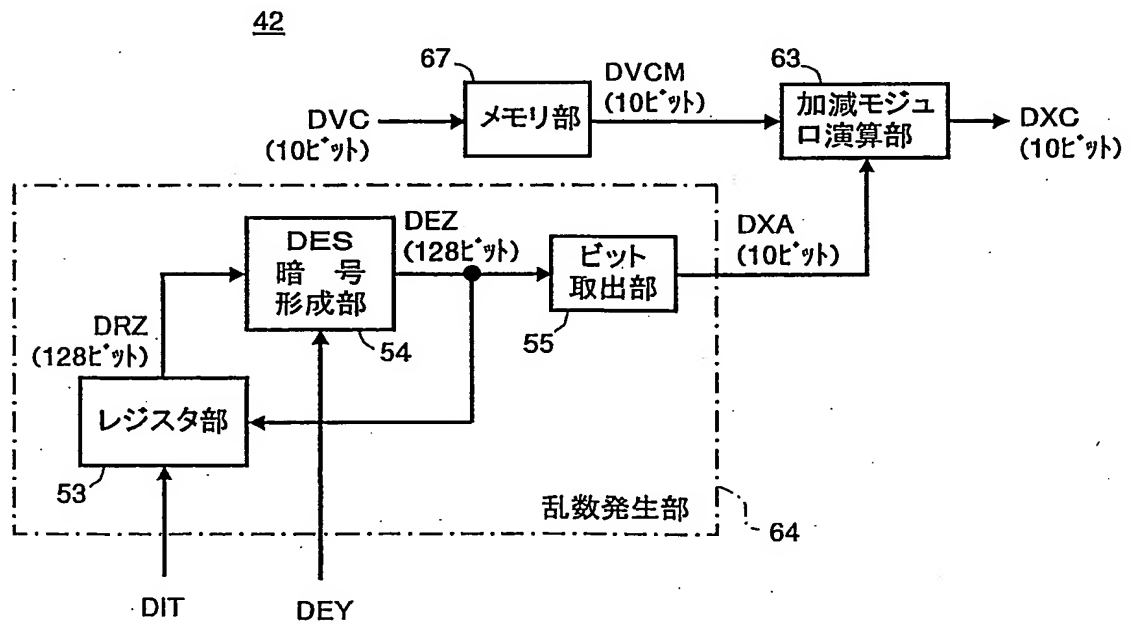 42
67
DVCM
(10ビット)
63
DVC
(10ビット)
メモリ部
加減モジュ
ロ演算部
DXC
(10ビット)
DES
暗 号
形成部
54
DEZ
(128ビット)
ビット
取出部
55
DXA
(10ビット)
DRZ
(128ビット)
レジスタ部
53
乱数発生部
64
DIT
DEY